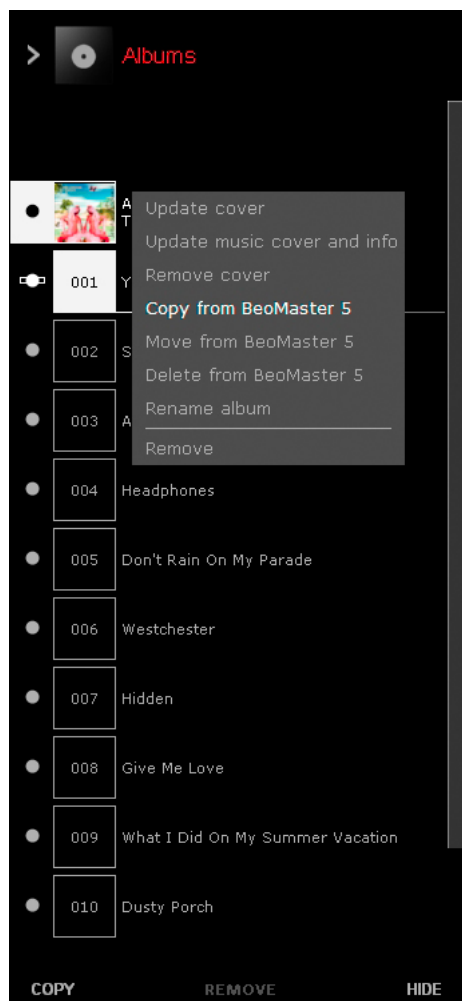 Albums
A
T
Update cover
Update music cover and info
Remove cover
Copy from BeoMaster 5
Move from BeoMaster 5
Delete from BeoMaster 5
Rename album
Remove
001 Y
002 S
003 A
004 Headphones
005 Don't Rain On My Parade
006 Westchester
007 Hidden
008 Give Me Love
009 What I Did On My Summer Vacation
010 Dusty Porch
COPY REMOVE HIDE